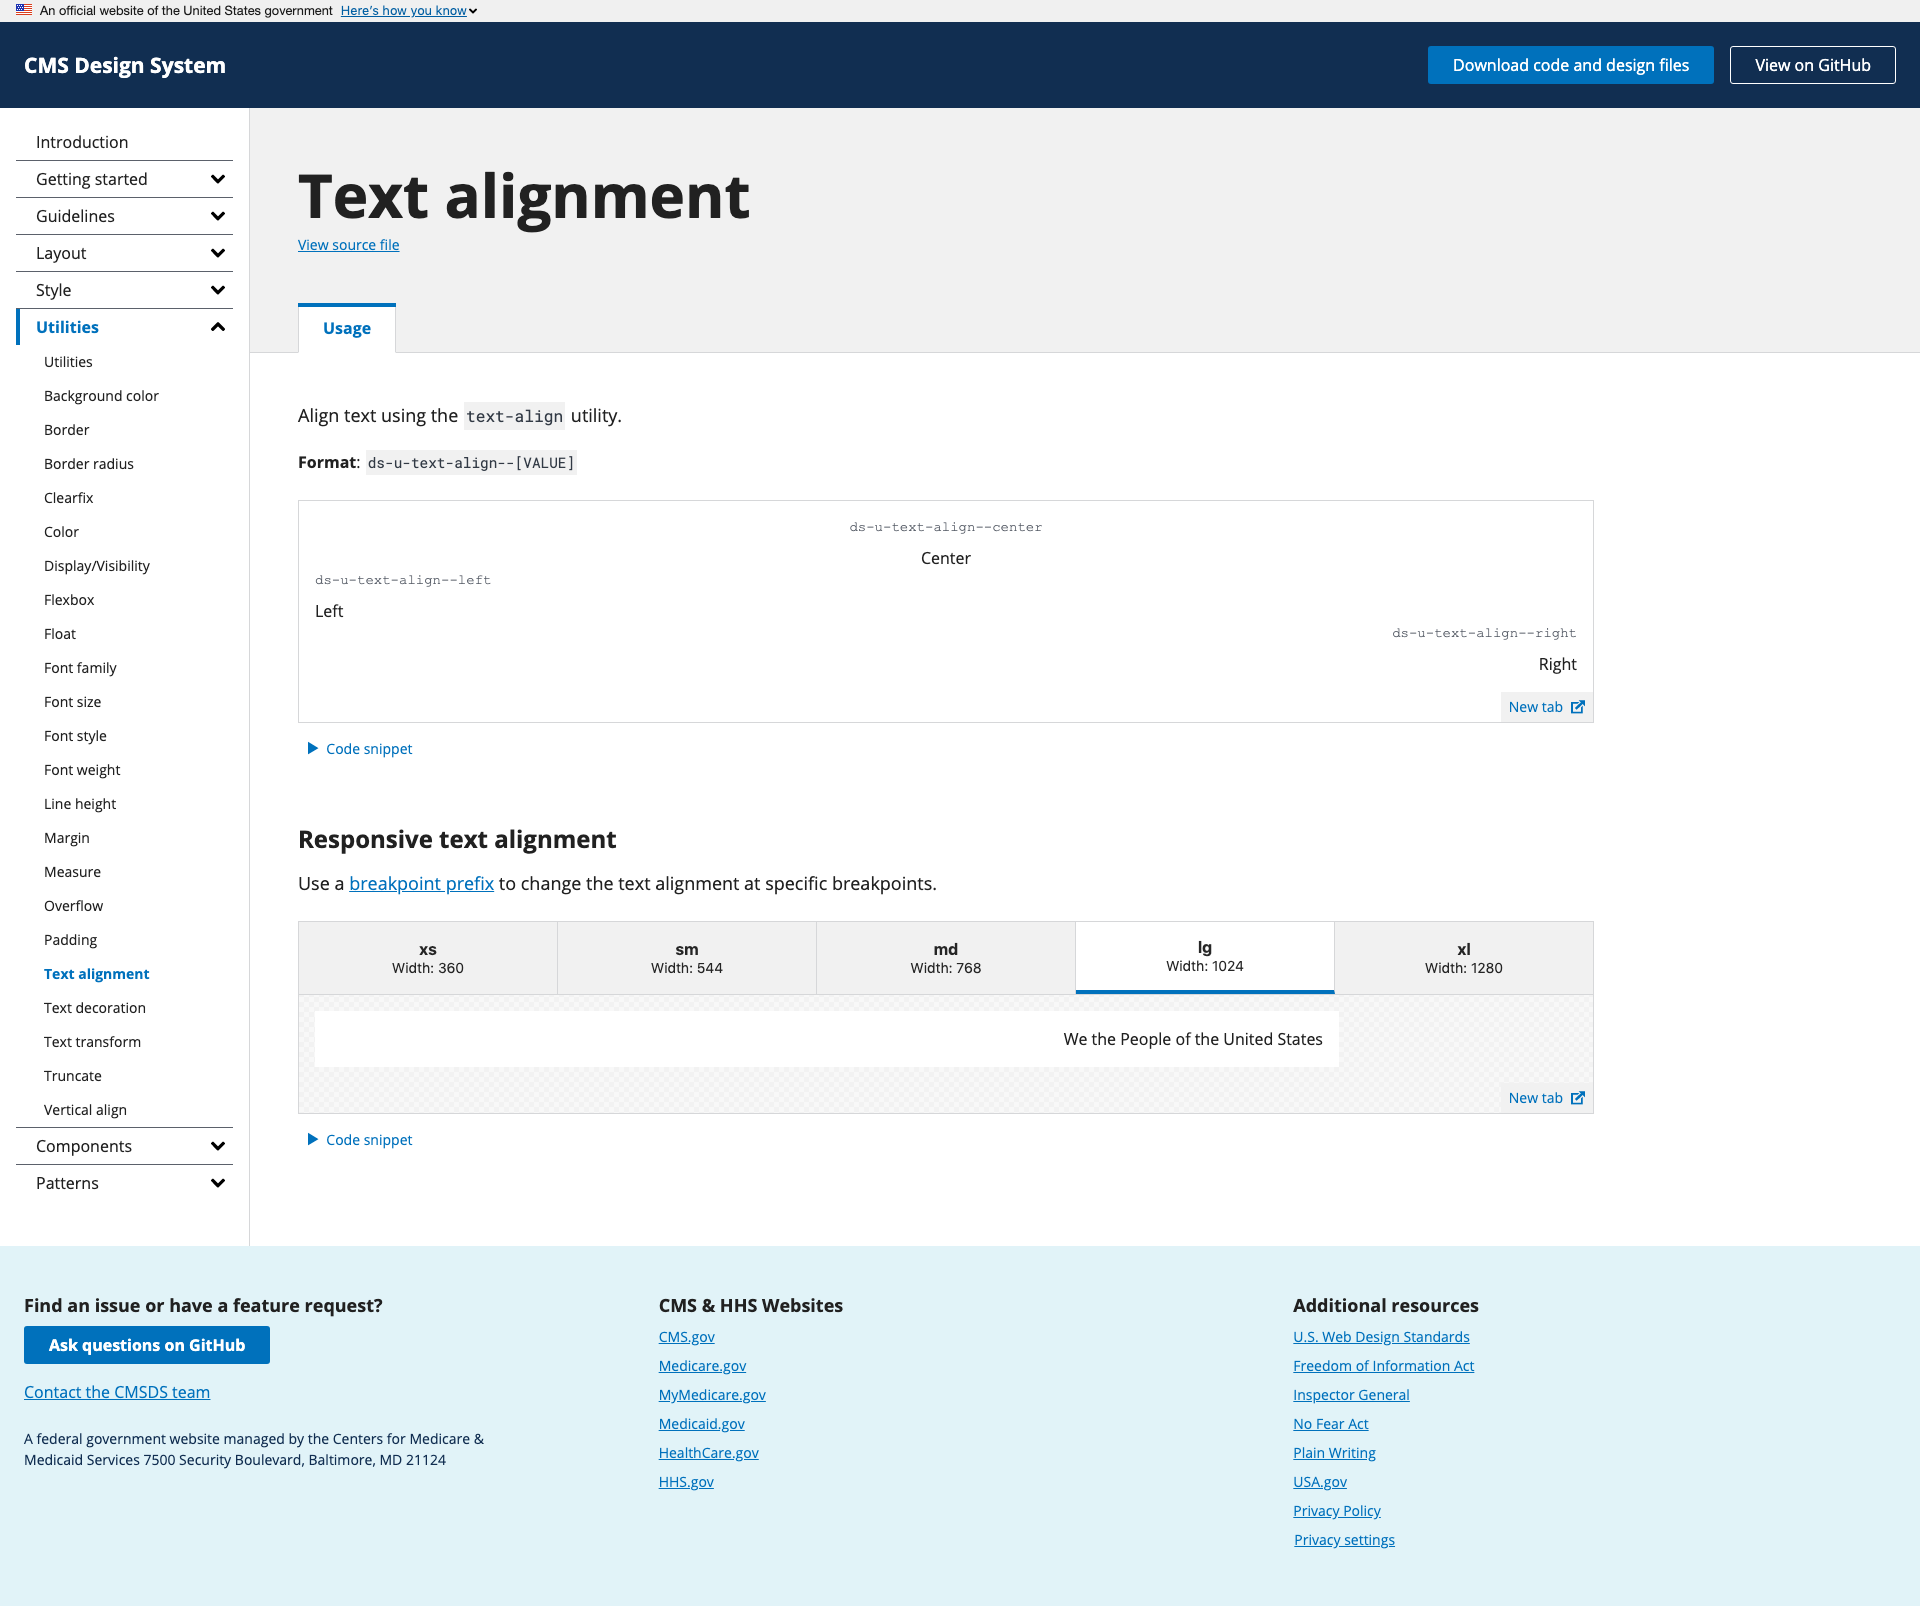 An official website of the United States government Here's how you know
CMS Design System
Download code and design files
View on GitHub
Introduction
Getting started
Guidelines
Layout
Style
Utilities
Utilities
Background color
Border
Border radius
Clearfix
Color
Display/Visibility
Flexbox
Float
Font family
Font size
Font style
Font weight
Line height
Margin
Measure
Overflow
Padding
Text alignment
Text decoration
Text transform
Truncate
Vertical align
Components
Patterns
Text alignment
View source file
Usage
Align text using the text-align utility.
Format: ds-u-text-align--[VALUE]
ds-u-text-align--center
Center
ds-u-text-align--left
Left
ds-u-text-align--right
Right
New tab
Code snippet
Responsive text alignment
Use a breakpoint prefix to change the text alignment at specific breakpoints.
xs
Width: 360
sm
Width: 544
md
Width: 768
lg
Width: 1024
xl
Width: 1280
We the People of the United States
New tab
Code snippet
Find an issue or have a feature request?
Ask questions on GitHub
Contact the CMSDS team
A federal government website managed by the Centers for Medicare &
Medicaid Services 7500 Security Boulevard, Baltimore, MD 21124
CMS & HHS Websites
CMS.gov
Medicare.gov
MyMedicare.gov
Medicaid.gov
HealthCare.gov
HHS.gov
Additional resources
U.S. Web Design Standards
Freedom of Information Act
Inspector General
No Fear Act
Plain Writing
USA.gov
Privacy Policy
Privacy settings